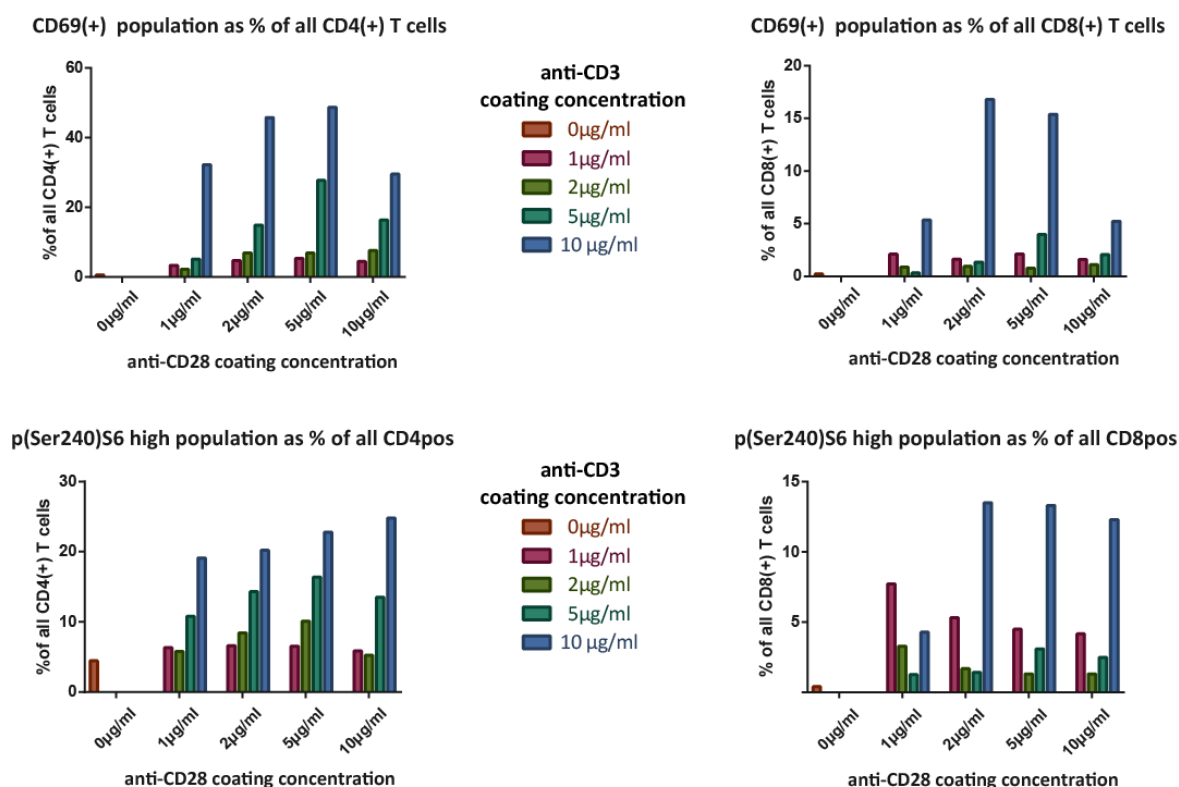 CD69(+) population as % of all CD4(+) T cells
60
40
20
0
%of all CD4(+) T cells
0µg/ml
1µg/ml
2µg/ml
5µg/ml
10µg/ml
anti-CD28 coating concentration
anti-CD3
coating concentration
0µg/ml
1µg/ml
2µg/ml
5µg/ml
10 µg/ml
CD69(+) population as % of all CD8(+) T cells
20
15
10
5
0
% of all CD8(+) T cells
0µg/ml
1µg/ml
2µg/ml
5µg/ml
10µg/ml
anti-CD28 coating concentration
p(Ser240)S6 high population as % of all CD4pos
30
20
10
0
%of all CD4(+) T cells
0µg/ml
1µg/ml
2µg/ml
5µg/ml
10µg/ml
anti-CD28 coating concentration
anti-CD3
coating concentration
0µg/ml
1µg/ml
2µg/ml
5µg/ml
10 µg/ml
p(Ser240)S6 high population as % of all CD8pos
15
10
5
% of all CD8(+) T cells
0µg/ml
1µg/ml
2µg/ml
5µg/ml
10µg/ml
anti-CD28 coating concentration